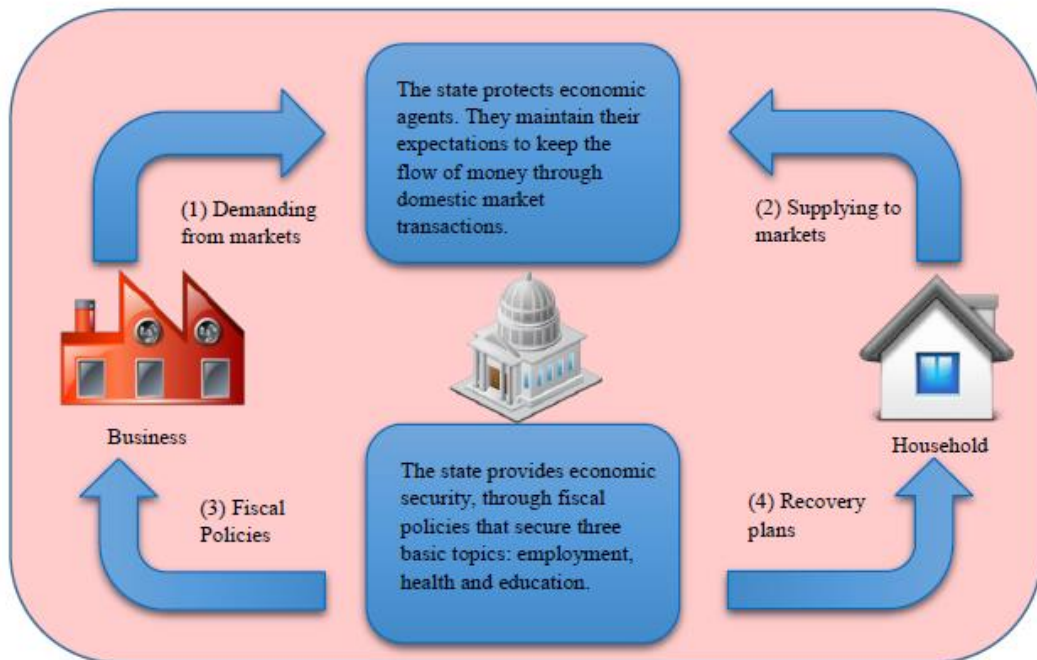 The state protects economic
agents. They maintain their
expectations to keep the
flow of money through
domestic market
transactions.
(1) Demanding
from markets
(2) Supplying to
markets
Business
Household
The state provides economic
security, through fiscal
policies that secure three
basic topics: employment,
health and education.
(3) Fiscal
Policies
(4) Recovery
plans